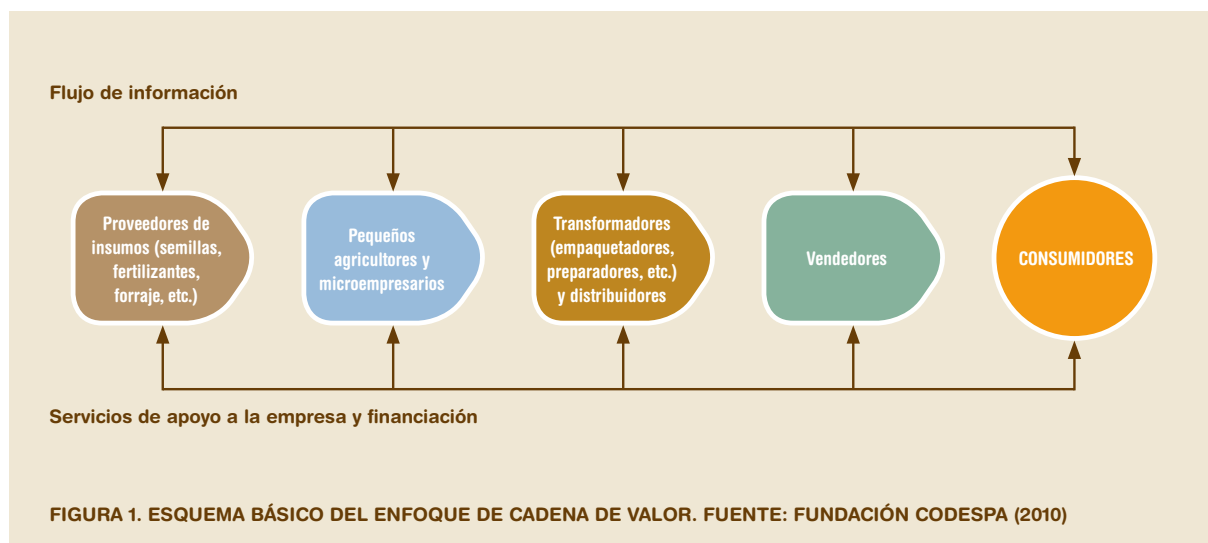 Flujo de información
Proveedores de
insumos (semillas,
fertilizantes,
forraje, etc.)
Pequeños
agricultores y
microempresarios
Transformadores
(empaquetadores,
preparadores, etc.)
y distribuidores
Vendedores
CONSUMIDORES
Servicios de apoyo a la empresa y financiación
FIGURA 1. ESQUEMA BÁSICO DEL ENFOQUE DE CADENA DE VALOR. FUENTE: FUNDACIÓN CODESPA (2010)